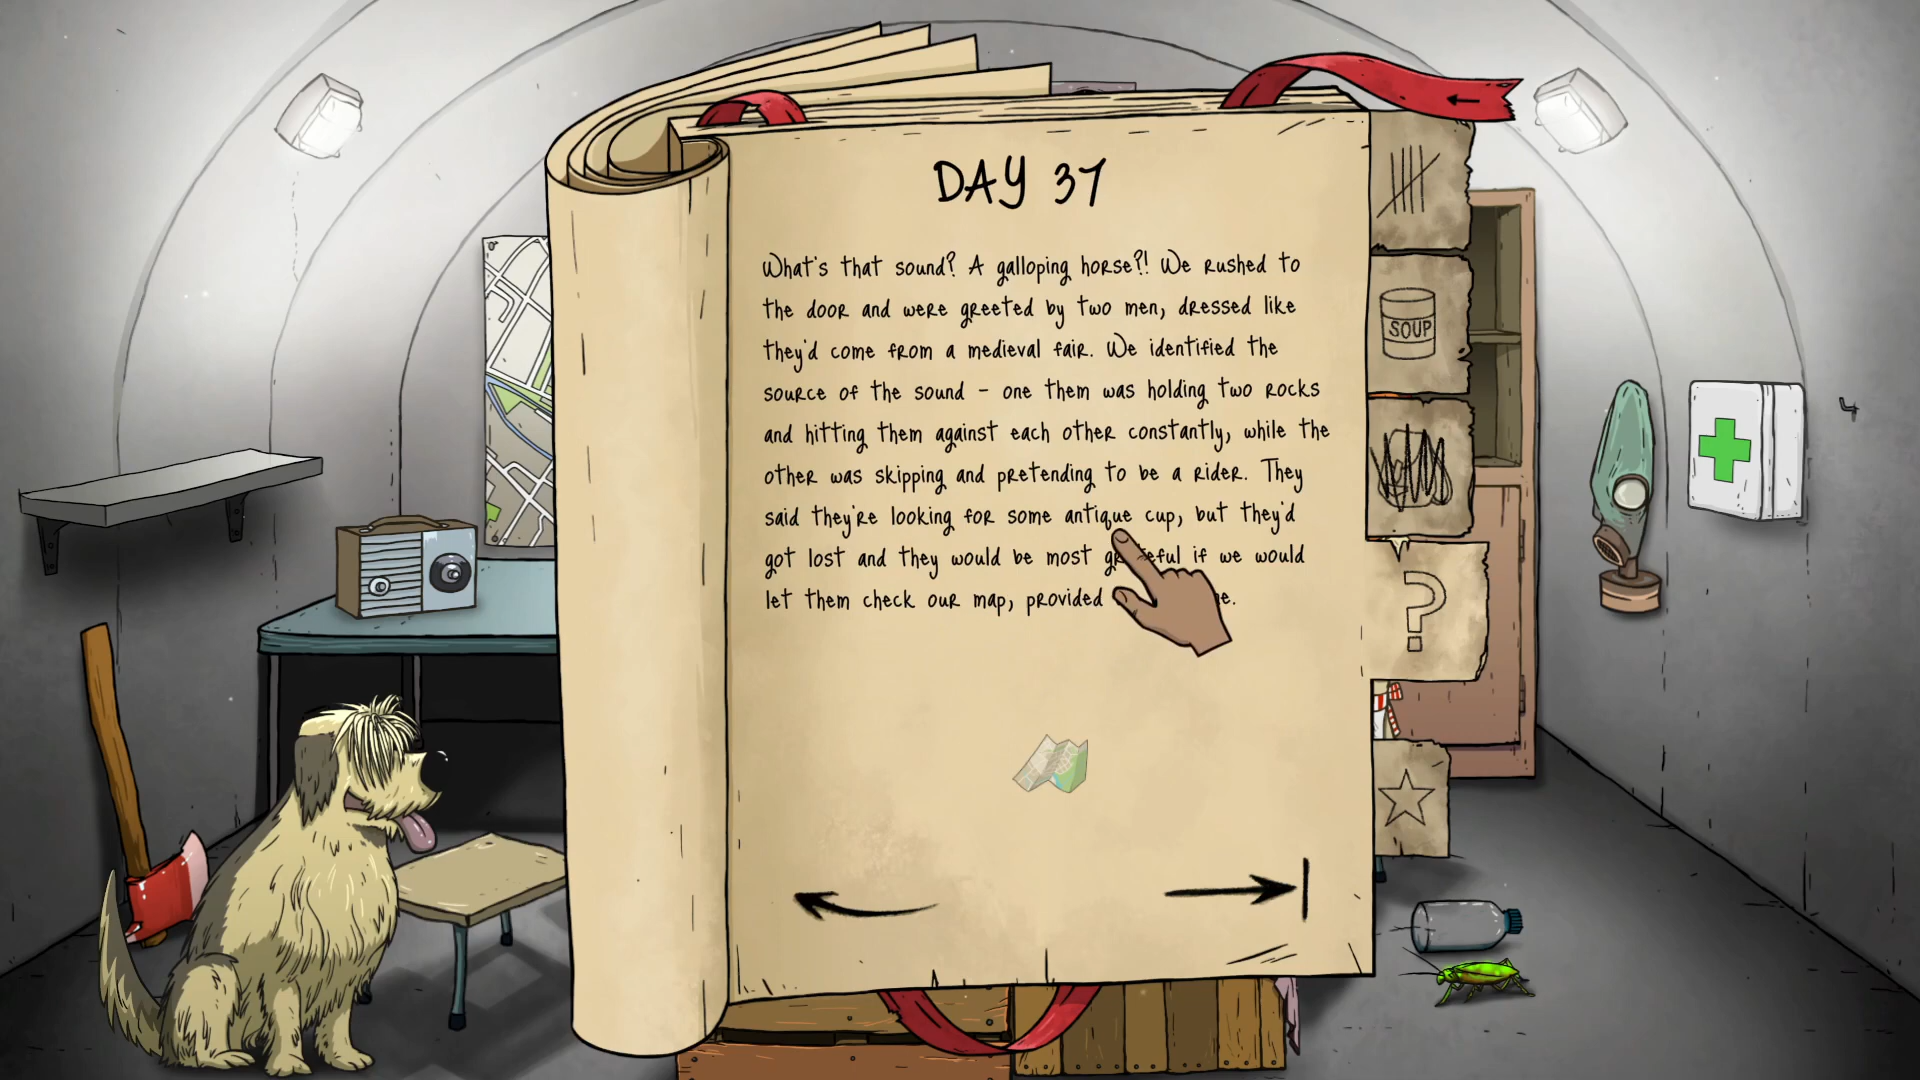 DAY 37
What's that sound? A galloping horse?! We rushed to
the door and were greeted by two men, dressed like
they'd come from a medieval fair. We identified the
source of the sound - one them was holding two rocks
and hitting them against each other constantly, while the
other was skipping and pretending to be a rider. They
said they're looking for some antique cup, but they'd
got lost and they would be most grateful if we would
let them check our map, provided
SOUP